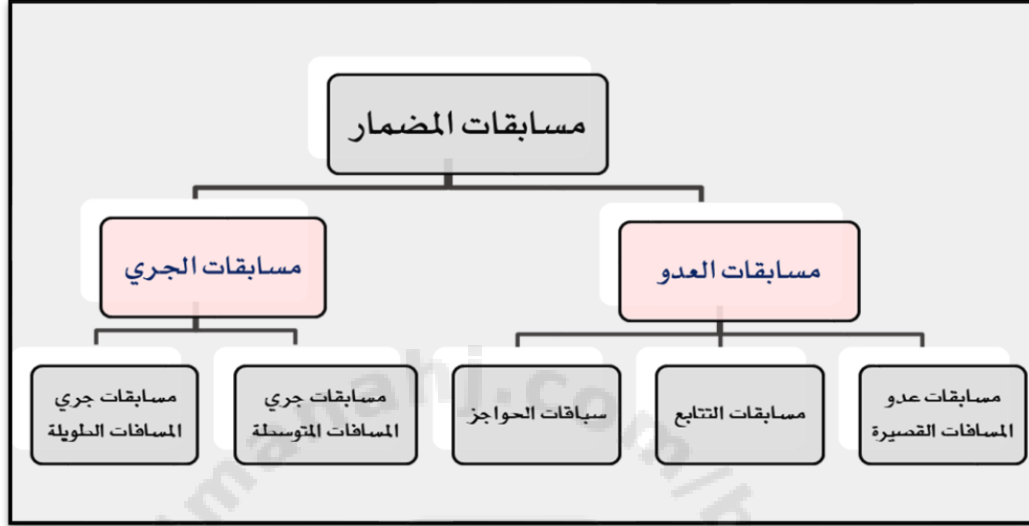 مسابقات المضمار
مسابقات العدو
مسابقات الجري
مسابقات عدو
المسافات القصيرة
مسابقات التتابع
سباقات الحواجز
مسابقات جري
المسافات المتوسطة
مسابقات جري
المسافات الطويلة